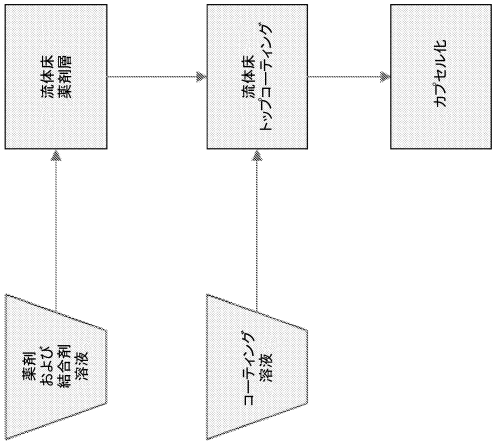 流体床
薬剤層
流体床
トップコーティング
カプセル化
薬剤
および
結合剤
溶液
コーティング
溶液